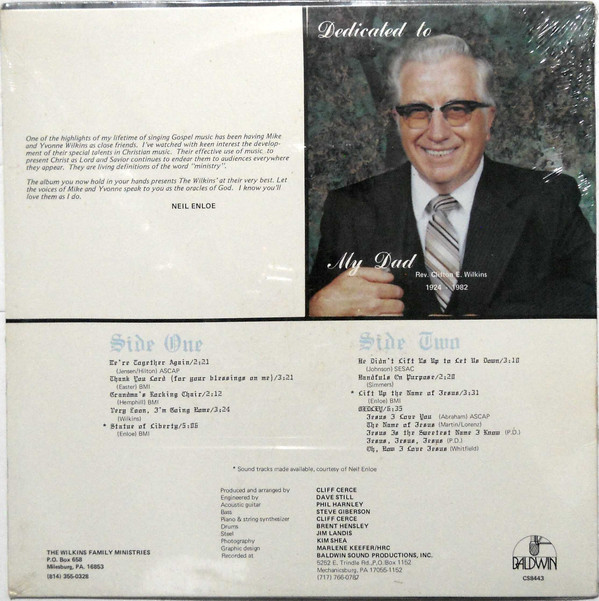 Dedicated to
One of the highlights of my lifetime of singing Gospel music has been having Mike
and Yvonne Wilkins as close friends. I've watched with keen interest the develop-
ment of their special talents in Christian music. Their effective use of music, to
present Christ as Lord and Savior continues to endear them to audiences everywhere
they appear. They are living definitions of the word "ministry".
The album you now hold in your hands presents 'The Wilkins' at their very best. Let
the voices of Mike and Yvonne speak to you as the oracles of God. I know you'll
love them as I do.
NEIL ENLOE
My Dad
Rev. Clifton E. Wilkins
1924 1982
Side One
We're Together Again/2:21
(Jensen/Hilton) ASCAP
Thank You Lord (for your blessings on me)/3:21
(Easter) BMI
Grandma's Rocking Chair/2:12
(Hemphill) BMI
Very Soon, I'm Going Home/3:24
(Wilkins)
* Statue of Liberty/5:06
(Enloe) BMI
Side Two
He Didn't Lift Us Up to Let Us Down/3:18
(Johnson) SESAC
Handfuls On Purpose/2:28
(Simmers)
* Lift Up the Name of Jesus/3:31
(Enloe) BMI
MEDLEY/6:35
Jesus I Love You (Abraham) ASCAP
The Name of Jesus (Martin/Lorenz)
Jesus Is the Sweetest Name I Know (P.D.)
Jesus, Jesus, Jesus (P.D.)
Oh, How I Love Jesus (Whitfield)
* Sound tracks made available, courtesy of Neil Enloe
Produced and arranged by CLIFF CERCE
Engineered by DAVE STILL
Acoustic guitar PHIL HARNLEY
Bass STEVE GIBERSON
Piano & string synthesizer CLIFF CERCE
Drums BRENT HENSLEY
Steel JIM LANDIS
Photography KIM SHEA
Graphic design MARLENE KEEFER/HRC
Recorded at BALDWIN SOUND PRODUCTIONS, INC.
5252 E. Trindle Rd., P.O. Box 1152
Mechanicsburg, PA 17055-1152
(717) 766-0787
THE WILKINS FAMILY MINISTRIES
P.O. Box 658
Milesburg, PA. 16853
(814) 355-0328
BALDWIN
CS8443